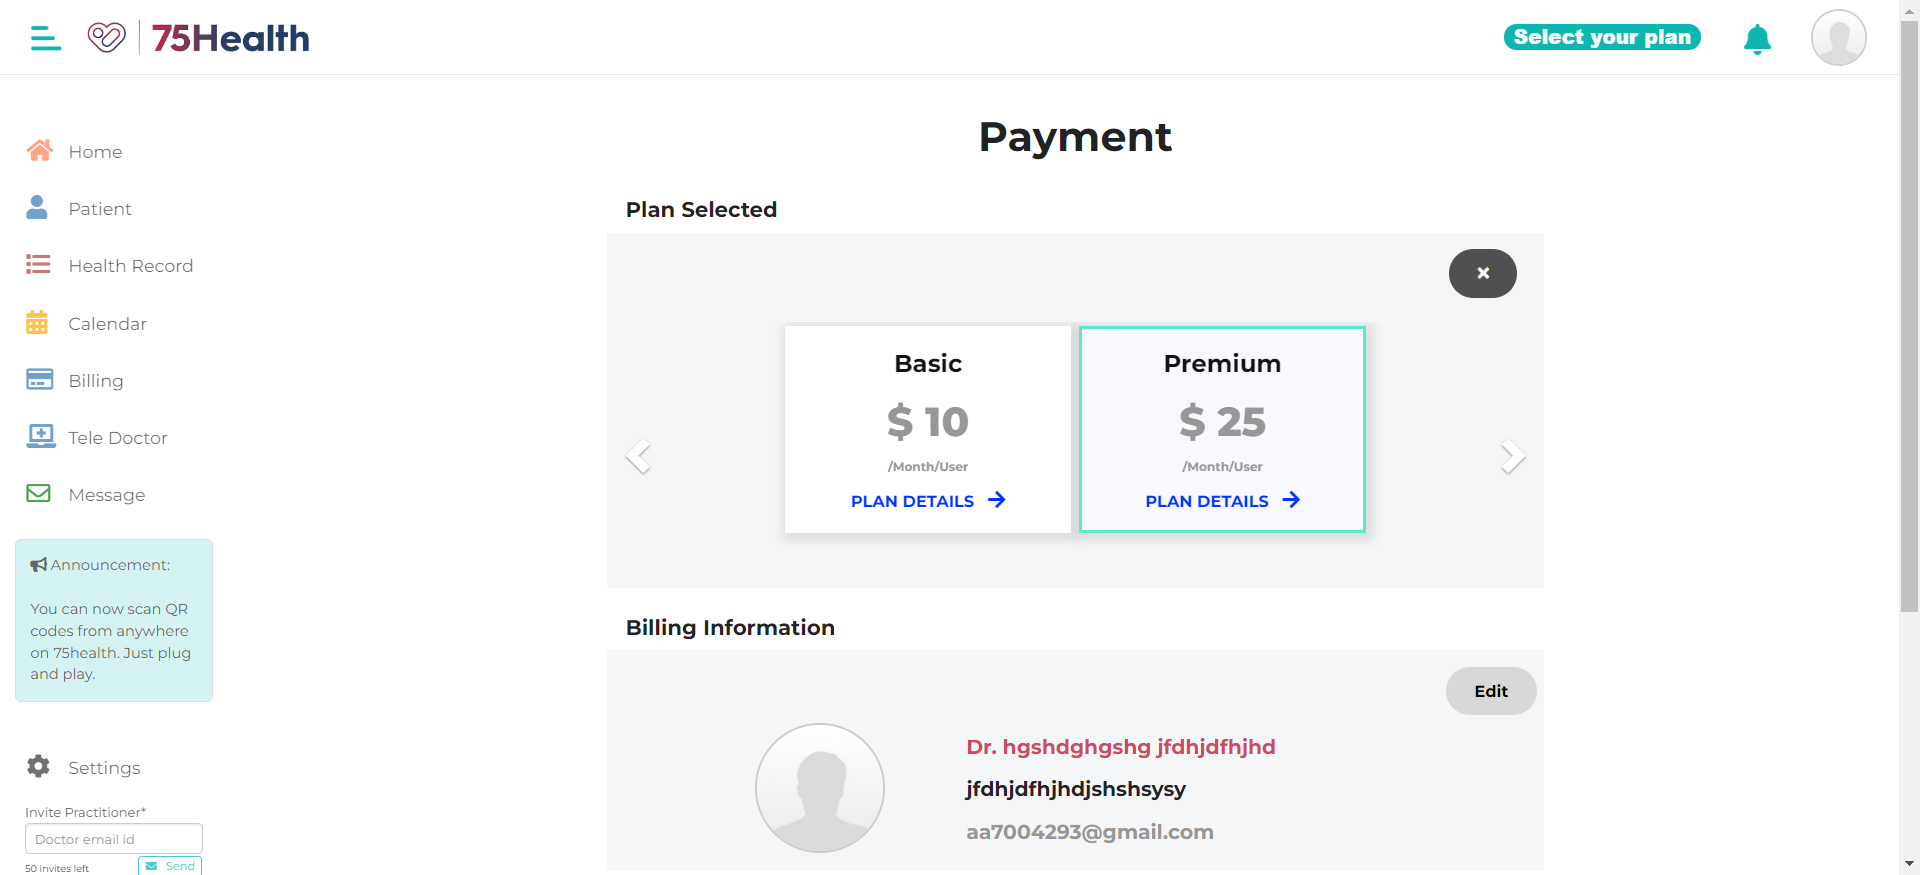 75Health
Select your plan
Home
Patient
Health Record
Calendar
Billing
Tele Doctor
Message
Announcement:
You can now scan QR
codes from anywhere
on 75health. Just plug
and play.
Settings
Invite Practitioner*
Doctor email id
50 invites left
Send
Payment
Plan Selected
Basic
$ 10
/Month/User
PLAN DETAILS
Premium
$ 25
/Month/User
PLAN DETAILS
Billing Information
Edit
Dr. hgshdghgshg jfdhjdfhjhd
jfdhjdfhjhdjshshsysy
aa7004293@gmail.com